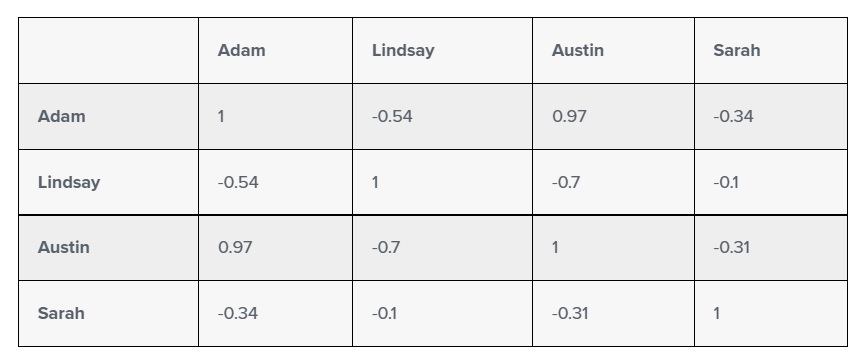 Adam Lindsay Austin Sarah
Adam 1 -0.54 0.97 -0.34
Lindsay -0.54 1 -0.7 -0.1
Austin 0.97 -0.7 1 -0.31
Sarah -0.34 -0.1 -0.31 1